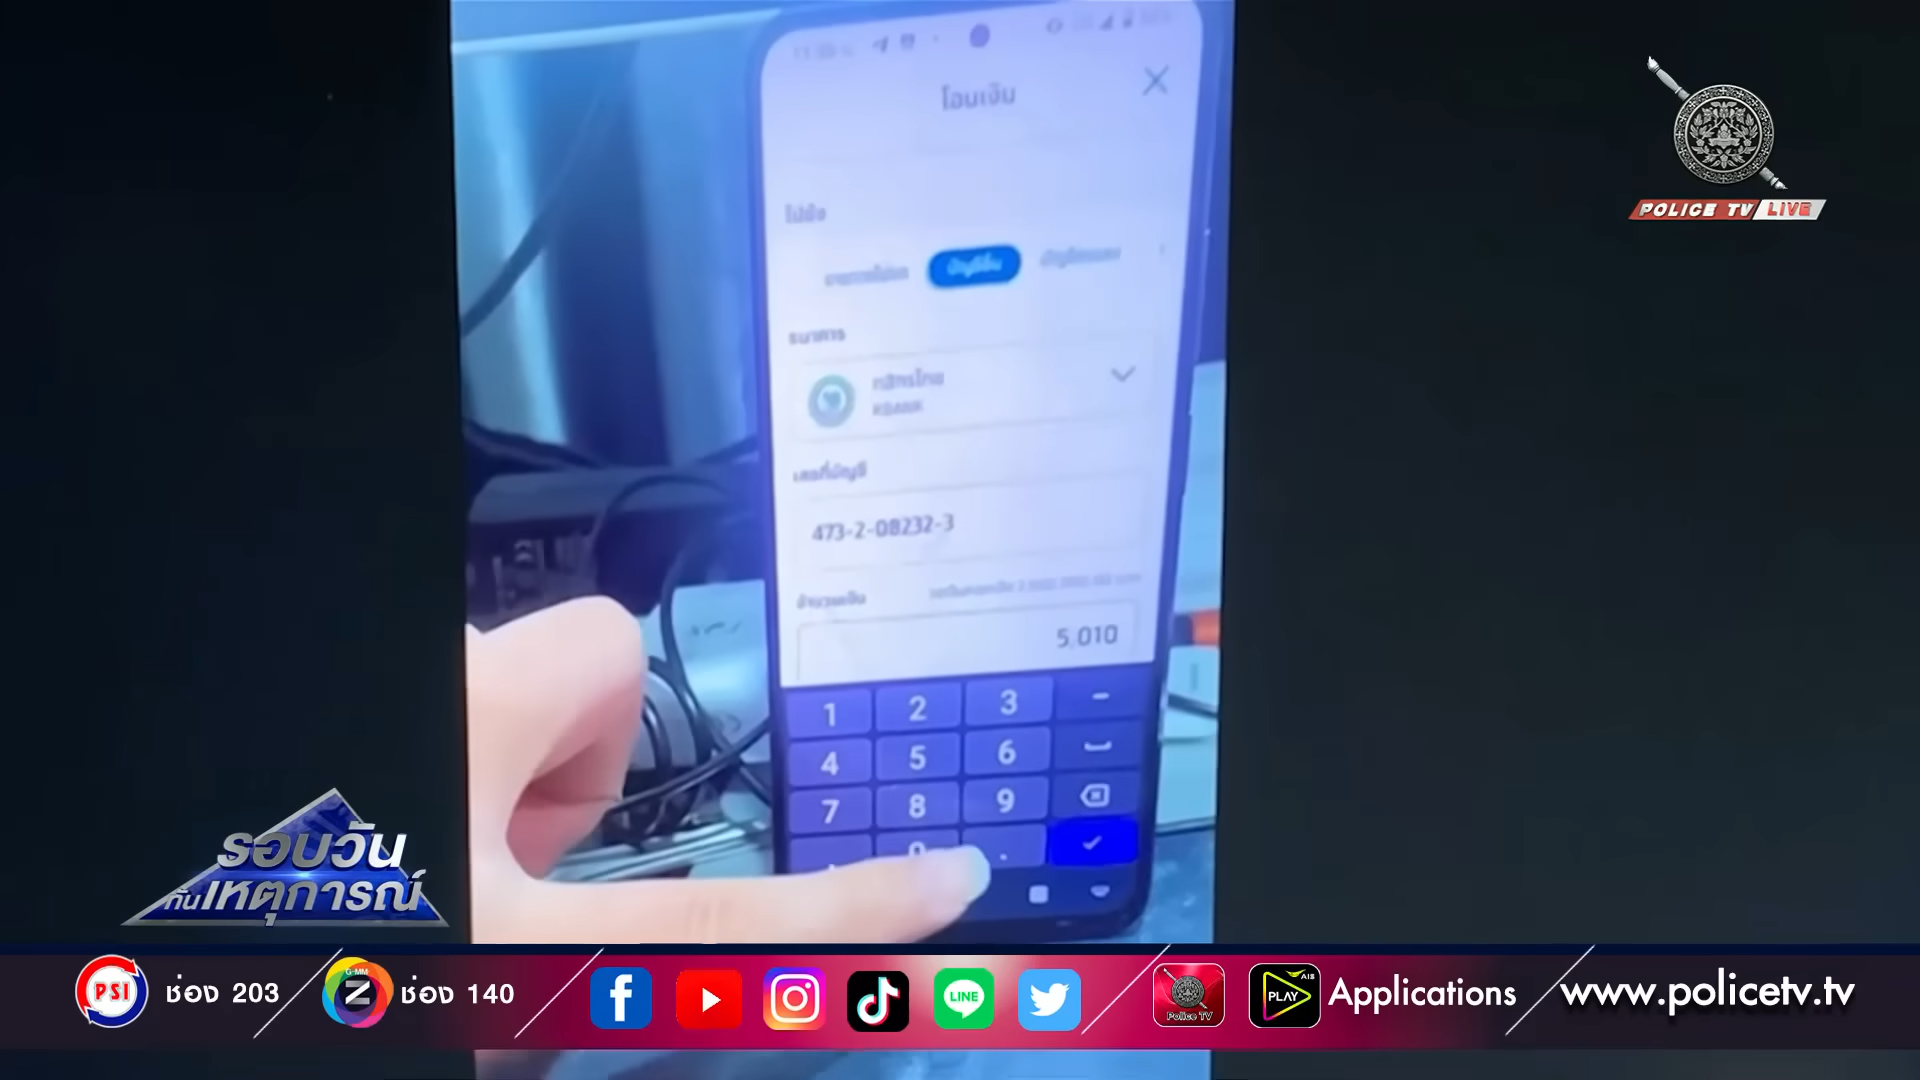 โอนเงิน
POLICE TV LIVE
ไปยัง
บัญชีอื่น
ธนาคาร
กสิกรไทย
KBANK
เลขที่บัญชี
473-2-08232-3
จำนวนเงิน
5,010
1 2 3 -
4 5 6
7 8 9
0 .
รอบวัน
ทันเหตุการณ์
PSI ช่อง 203
G-MM Z ช่อง 140
LINE
Police TV
AIS PLAY
Applications
www.policetv.tv